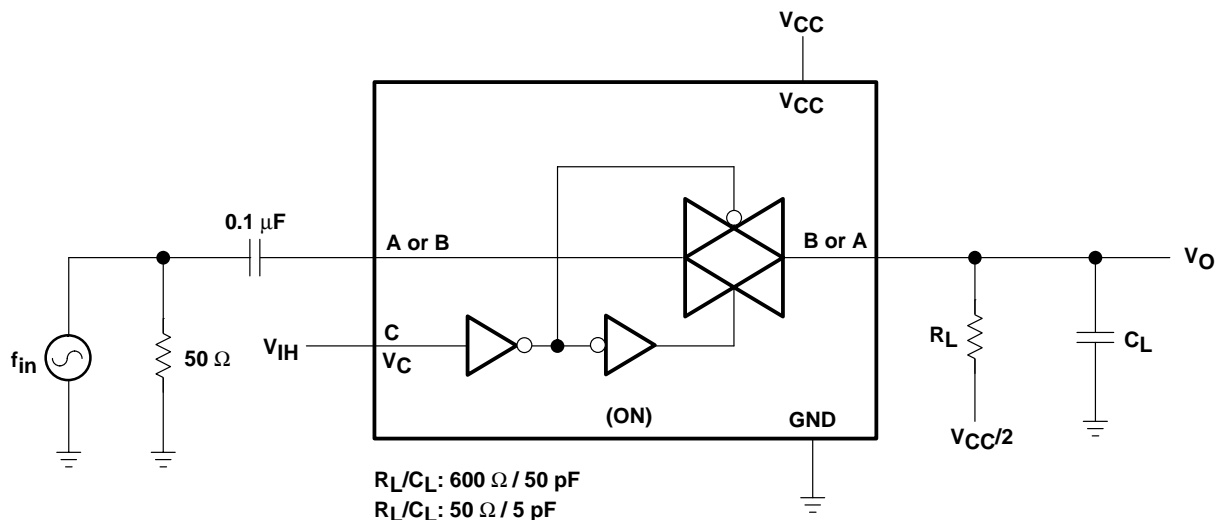 VCC
VCC
0.1 μF
A or B
B or A
VO
fin
50 Ω
VIH
C
VC
RL
CL
(ON)
GND
VCC/2
RL/CL: 600 Ω / 50 pF
RL/CL: 50 Ω / 5 pF